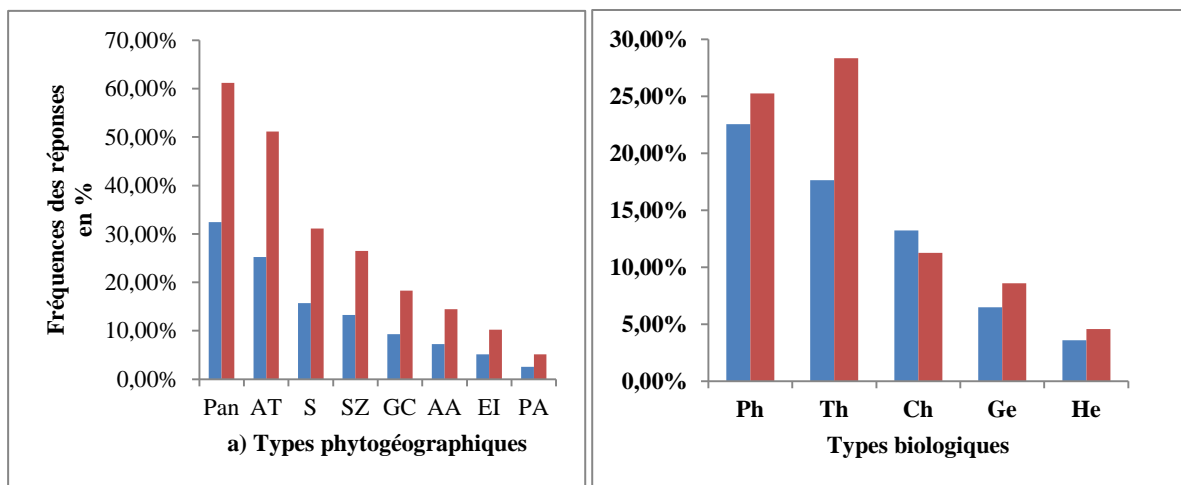 70,00%
60,00%
50,00%
40,00%
30,00%
20,00%
10,00%
0,00%
Fréquences des réponses
en %
Pan AT S SZ GC AA EI PA
a) Types phytogéographiques
30,00%
25,00%
20,00%
15,00%
10,00%
5,00%
0,00%
Ph Th Ch Ge He
Types biologiques